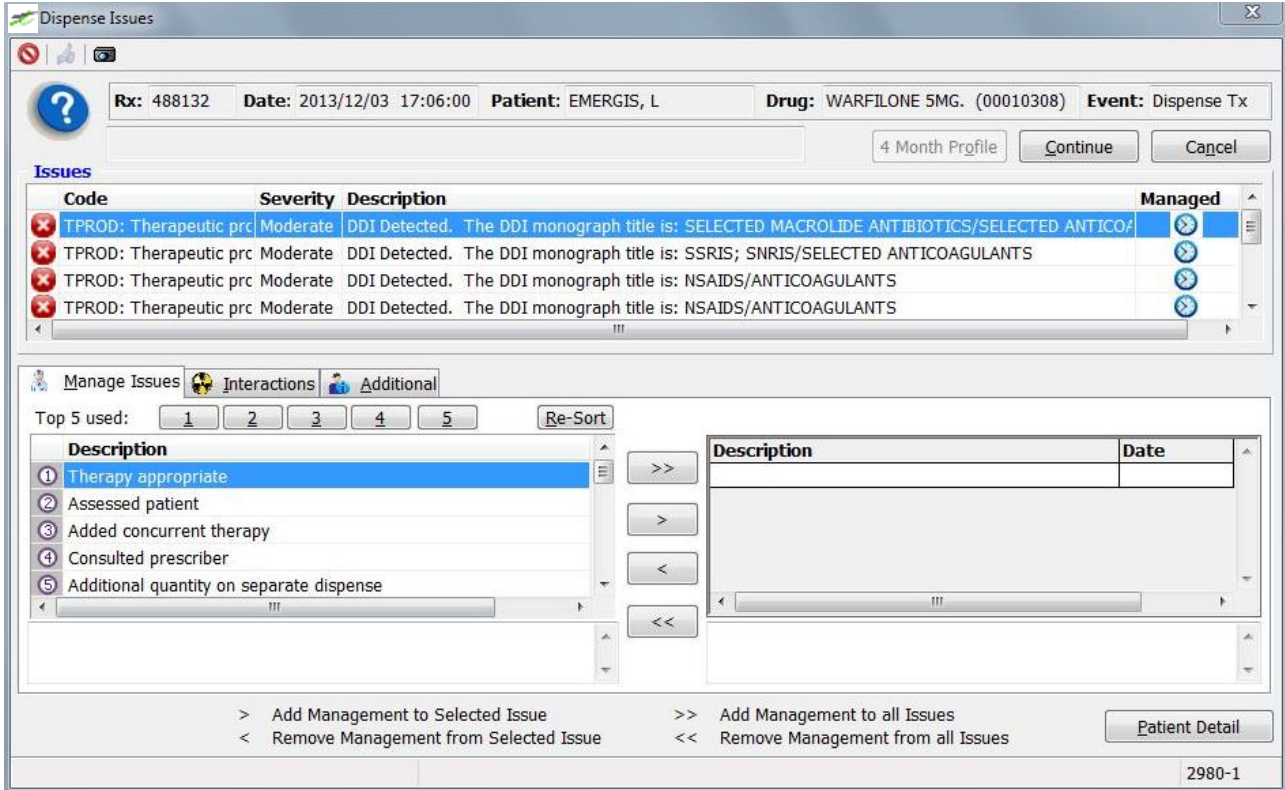 Dispense Issues
Rx: 488132 Date: 2013/12/03 17:06:00 Patient: EMERGIS, L Drug: WARFILONE 5MG. (00010308) Event: Dispense Tx
4 Month Profile Continue Cancel
Issues
Code Severity Description Managed
TPROD: Therapeutic prc Moderate DDI Detected. The DDI monograph title is: SELECTED MACROLIDE ANTIBIOTICS/SELECTED ANTICOA
TPROD: Therapeutic prc Moderate DDI Detected. The DDI monograph title is: SSRIS; SNRIS/SELECTED ANTICOAGULANTS
TPROD: Therapeutic prc Moderate DDI Detected. The DDI monograph title is: NSAIDS/ANTICOAGULANTS
TPROD: Therapeutic prc Moderate DDI Detected. The DDI monograph title is: NSAIDS/ANTICOAGULANTS
Manage Issues Interactions Additional
Top 5 used: 1 2 3 4 5 Re-Sort
Description Description Date
1 Therapy appropriate >>
2 Assessed patient
3 Added concurrent therapy >
4 Consulted prescriber <
5 Additional quantity on separate dispense
<<
> Add Management to Selected Issue >> Add Management to all Issues
< Remove Management from Selected Issue << Remove Management from all Issues
Patient Detail
2980-1